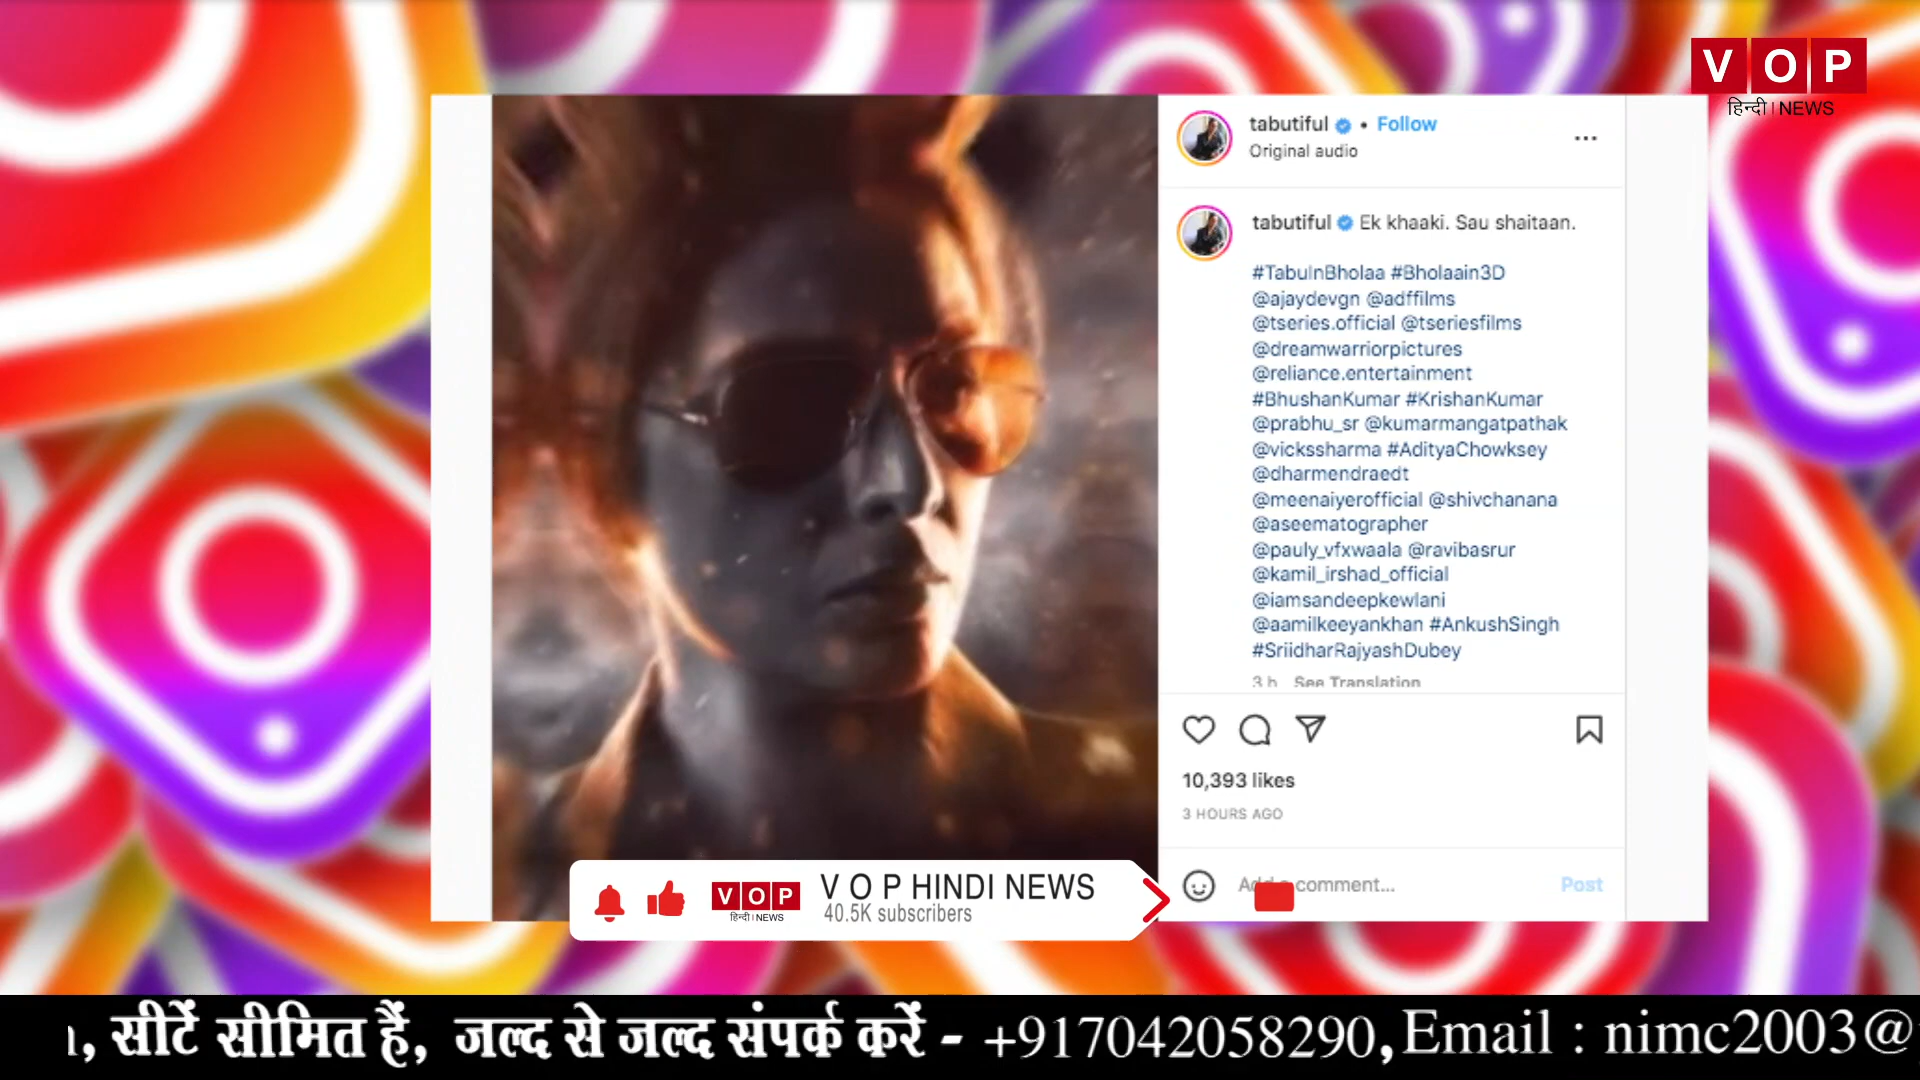 V O P
हिन्दी | NEWS
tabutiful • Follow
Original audio
tabutiful Ek khaaki. Sau shaitaan.
#TabuInBholaa #Bholaain3D
@ajaydevgn @adffilms
@tseries.official @tseriesfilms
@dreamwarriorpictures
@reliance.entertainment
#BhushanKumar #KrishanKumar
@prabhu_sr @kumarmangatpathak
@vickssharma #AdityaChowksey
@dharmendraedt
@meenaiyerofficial @shivchanana
@aseematographer
@pauly_vfxwaala @ravibasrur
@kamil_irshad_official
@iamsandeepkewlani
@aamilkeeyankhan #AnkushSingh
#SriidharRajyashDubey
3 h See Translation
10,393 likes
3 HOURS AGO
comment...
Post
V O P
हिन्दी | NEWS
V O P HINDI NEWS
40.5K subscribers
, सीटें सीमित हैं, जल्द से जल्द संपर्क करें - +917042058290, Email : nimc2003@